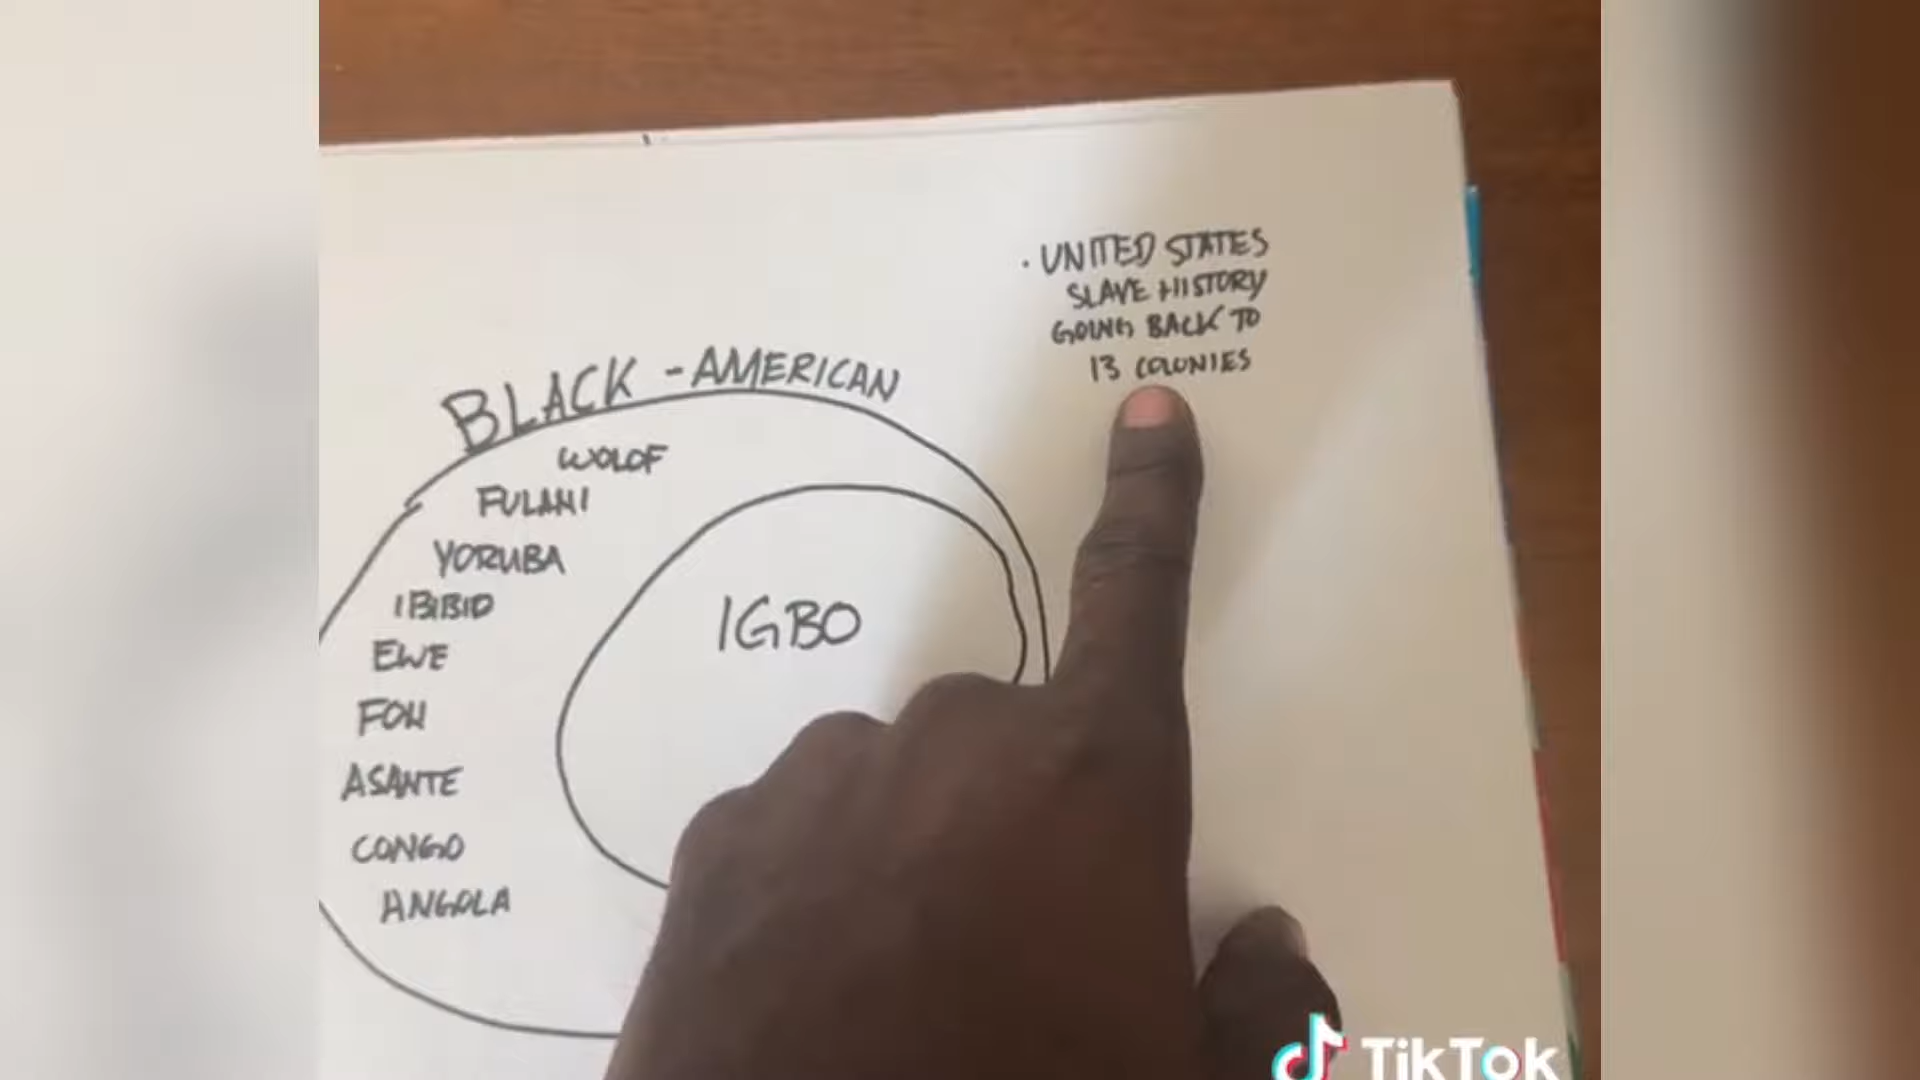 · UNITED STATES
SLAVE HISTORY
GOING BACK TO
13 COLONIES
BLACK - AMERICAN
WOLOF
FULANI
YORUBA
IBIBIO
EWE
FON
ASANTE
CONGO
ANGOLA
IGBO
TikTok